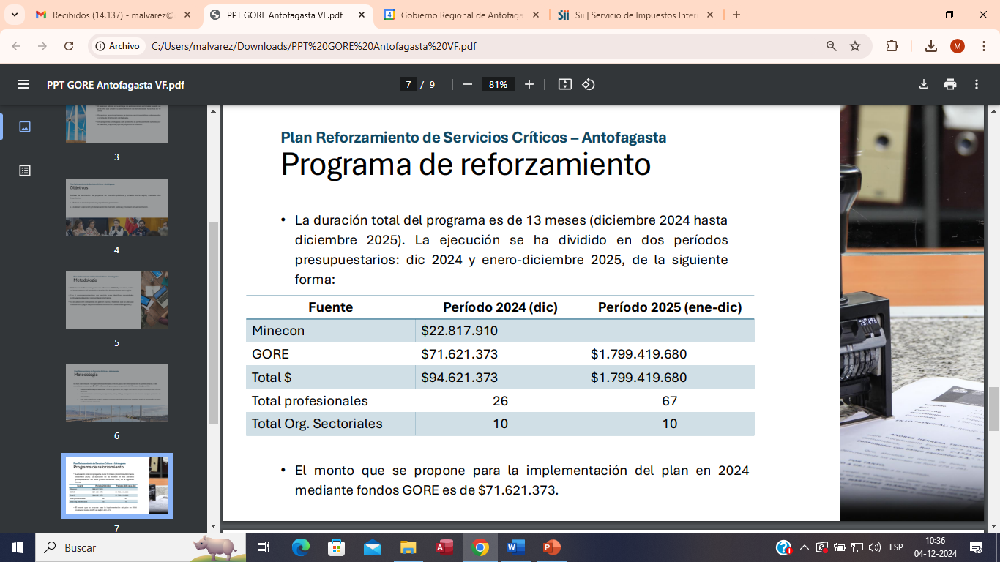 Recibidos (14.137) - malvarez@
PPT GORE Antofagasta VF.pdf
Gobierno Regional de Antofaga
Sii | Servicio de Impuestos Inter
Archivo
C:/Users/malvarez/Downloads/PPT%20GORE%20Antofagasta%20VF.pdf
M
PPT GORE Antofagasta VF.pdf
7 / 9
81%
3
Objetivos
4
Metodología
5
Metodología
6
7
Plan Reforzamiento de Servicios Críticos – Antofagasta
Programa de reforzamiento
• La duración total del programa es de 13 meses (diciembre 2024 hasta
diciembre 2025). La ejecución se ha dividido en dos períodos
presupuestarios: dic 2024 y enero-diciembre 2025, de la siguiente
forma:
Fuente Período 2024 (dic) Período 2025 (ene-dic)
Minecon $22.817.910
GORE $71.621.373 $1.799.419.680
Total $ $94.621.373 $1.799.419.680
Total profesionales 26 67
Total Org. Sectoriales 10 10
• El monto que se propone para la implementación del plan en 2024
mediante fondos GORE es de $71.621.373.
Buscar
ESP
10:36
04-12-2024